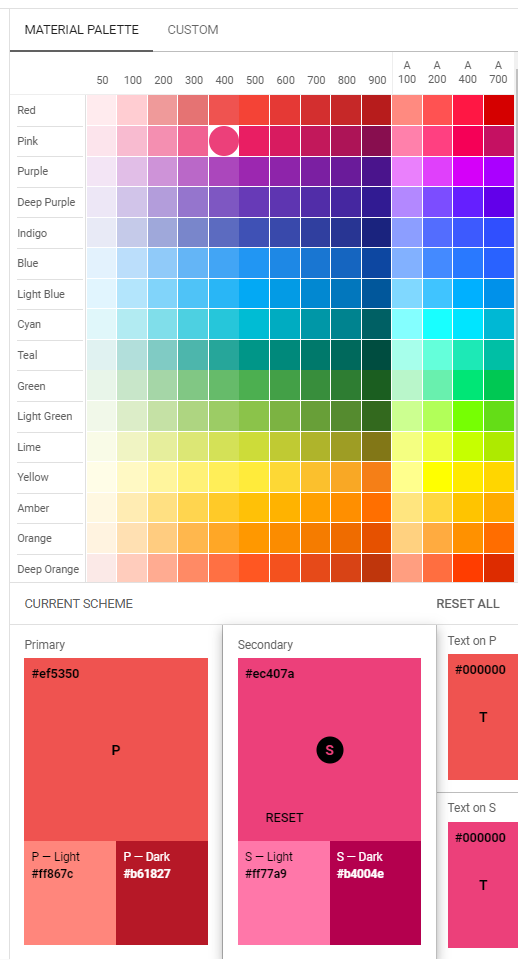 MATERIAL PALETTE CUSTOM
50 100 200 300 400 500 600 700 800 900 A 100 A 200 A 400 A 700
Red
Pink
Purple
Deep Purple
Indigo
Blue
Light Blue
Cyan
Teal
Green
Light Green
Lime
Yellow
Amber
Orange
Deep Orange
CURRENT SCHEME RESET ALL
Primary
#ef5350
P
P — Light
#ff867c
P — Dark
#b61827
Secondary
#ec407a
S
RESET
S — Light
#ff77a9
S — Dark
#b4004e
Text on P
#000000
T
Text on S
#000000
T